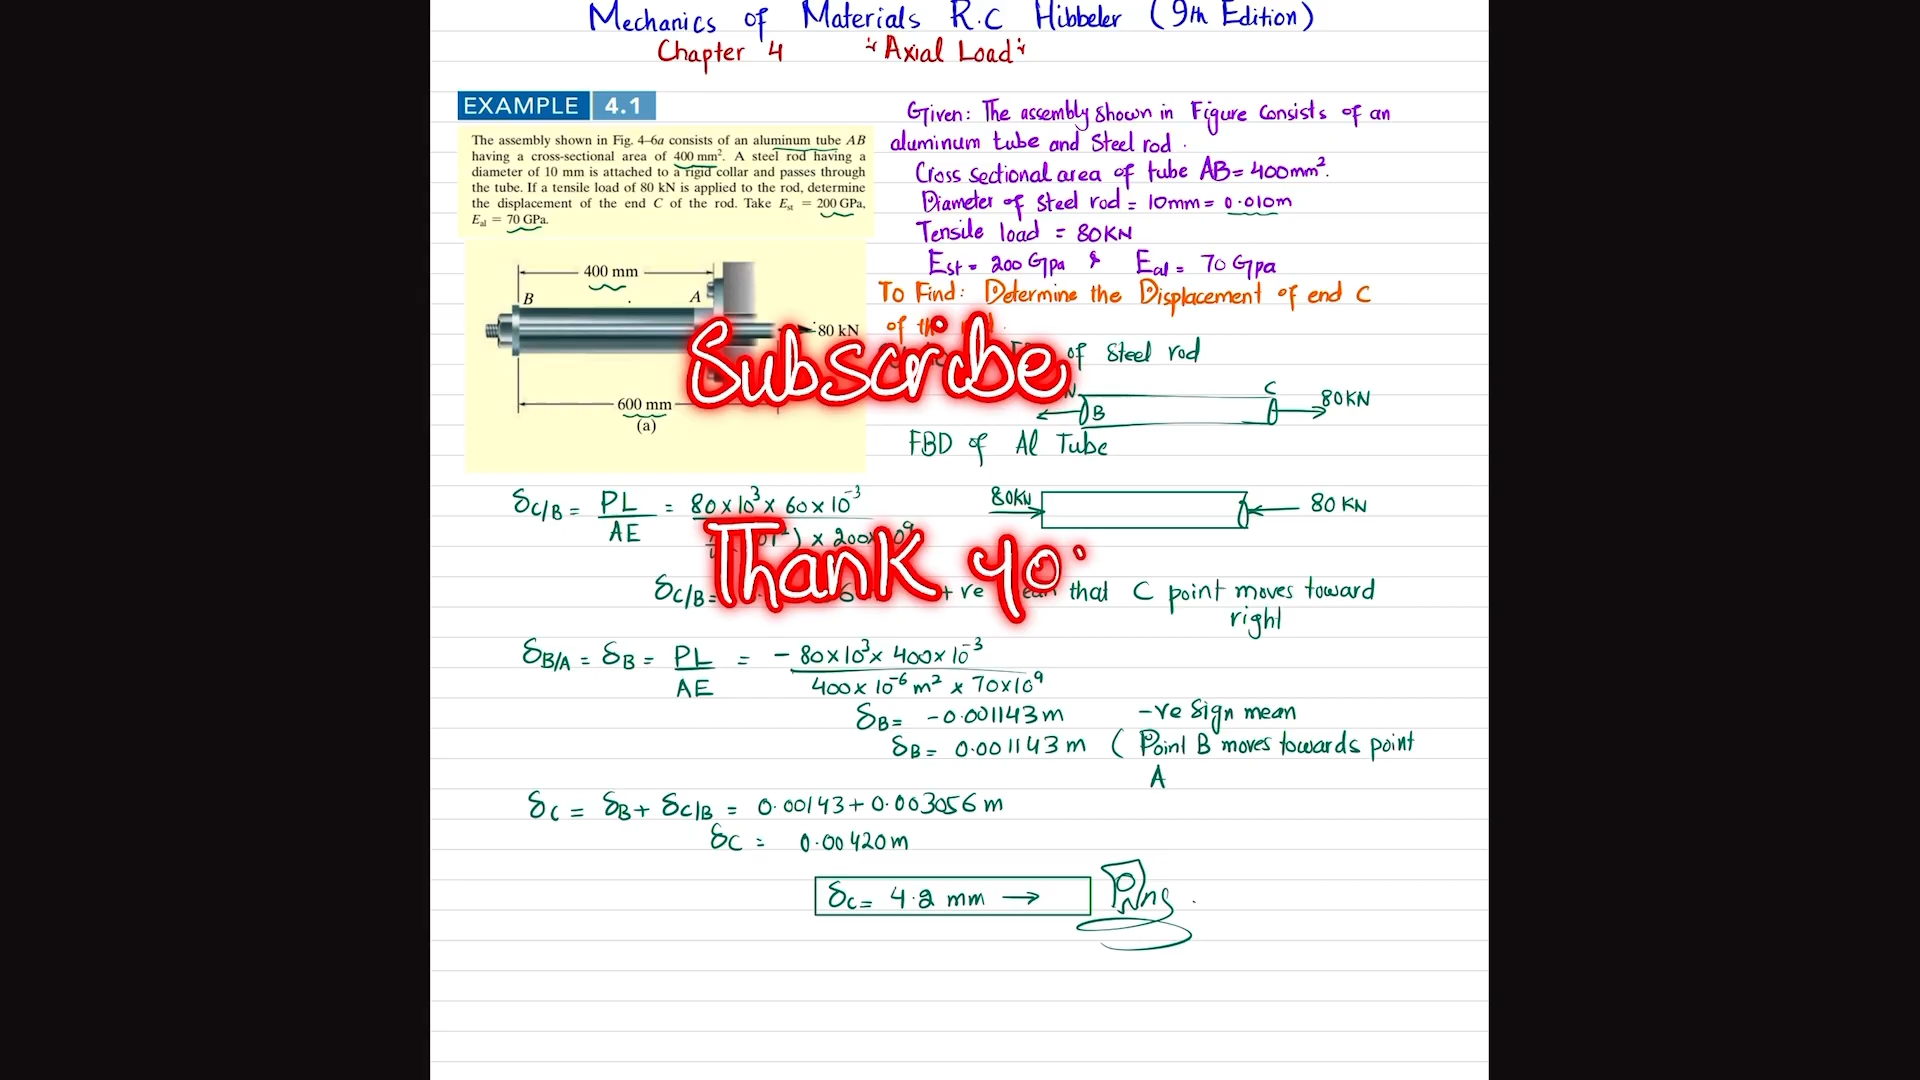 Mechanics of Materials R.C Hibbeler (9th Edition)
Chapter 4 Axial Load
EXAMPLE 4.1
The assembly shown in Fig. 4–6a consists of an aluminum tube AB
having a cross-sectional area of 400 mm². A steel rod having a
diameter of 10 mm is attached to a rigid collar and passes through
the tube. If a tensile load of 80 kN is applied to the rod, determine
the displacement of the end C of the rod. Take Est = 200 GPa,
Eal = 70 GPa.
400 mm
B
A
80 kN
600 mm
(a)
Given: The assembly shown in Figure Consists of an
aluminum tube and Steel rod.
Cross sectional area of tube AB = 400mm².
Diameter of steel rod = 10mm = 0.010m
Tensile load = 80KN
Est = 200 Gpa & Eal = 70 Gpa
To Find: Determine the Displacement of end C
of
of Steel rod
B
C
80KN
FBD of Al Tube
80KN
80 KN
Subscribe
Thank yo
δC/B = PL/AE = 80×10³ × 60×10⁻³
× 200
δC/B =
+ve that C point moves toward
right
δB/A = δB = PL/AE = - 80×10³ × 400×10⁻³ / 400×10⁻⁶ m² × 70×10⁹
δB = -0.001143m -ve sign mean
δB = 0.001143m ( Point B moves towards point
A
δC = δB + δC/B = 0.00143 + 0.003056 m
δC = 0.00420m
δC = 4.2 mm →